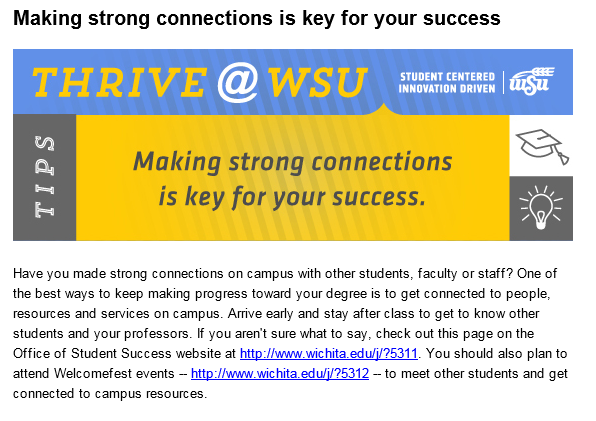 Making strong connections is key for your success
THRIVE @ WSU
STUDENT CENTERED
INNOVATION DRIVEN
wsu
TIPS
Making strong connections
is key for your success.
Have you made strong connections on campus with other students, faculty or staff? One of
the best ways to keep making progress toward your degree is to get connected to people,
resources and services on campus. Arrive early and stay after class to get to know other
students and your professors. If you aren't sure what to say, check out this page on the
Office of Student Success website at http://www.wichita.edu/j/?5311. You should also plan to
attend Welcomefest events -- http://www.wichita.edu/j/?5312 -- to meet other students and get
connected to campus resources.